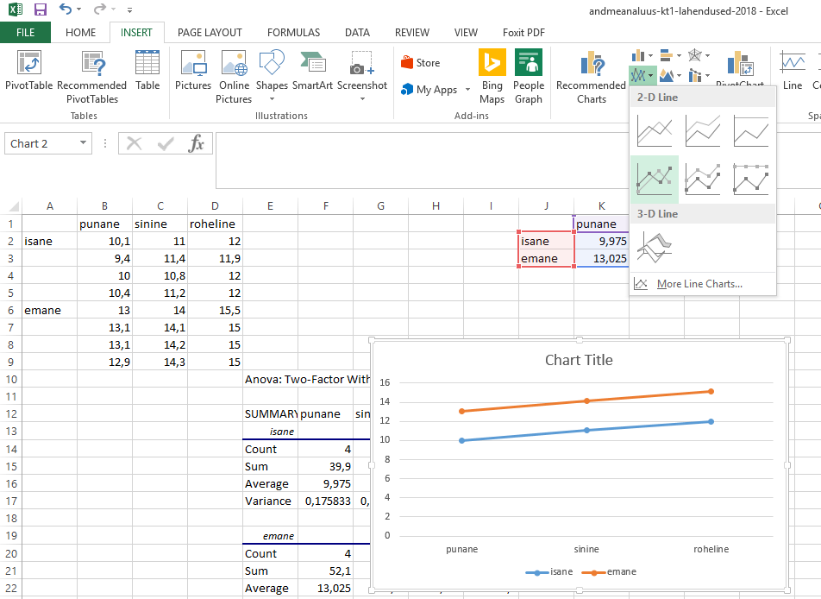 andmeanaluus-kt1-lahendused-2018 - Excel
FILE HOME INSERT PAGE LAYOUT FORMULAS DATA REVIEW VIEW Foxit PDF
PivotTable Recommended PivotTables Table
Tables
Pictures Online Pictures Shapes SmartArt Screenshot
Illustrations
Store
My Apps
Bing Maps
People Graph
Add-ins
Recommended Charts
PivotChart
Line
2-D Line
3-D Line
More Line Charts...
Chart 2
fx
A B C D E F G H I J K
1 punane sinine roheline punane
2 isane 10,1 11 12 isane 9,975
3 9,4 11,4 11,9 emane 13,025
4 10 10,8 12
5 10,4 11,2 12
6 emane 13 14 15,5
7 13,1 14,1 15
8 13,1 14,2 15
9 12,9 14,3 15
10 Anova: Two-Factor With
11
12 SUMMARY punane sin
13 isane
14 Count 4
15 Sum 39,9
16 Average 9,975
17 Variance 0,175833 0,
18
19 emane
20 Count 4
21 Sum 52,1
22 Average 13,025
Chart Title
16
14
12
10
8
6
4
2
0
punane sinine roheline
isane emane